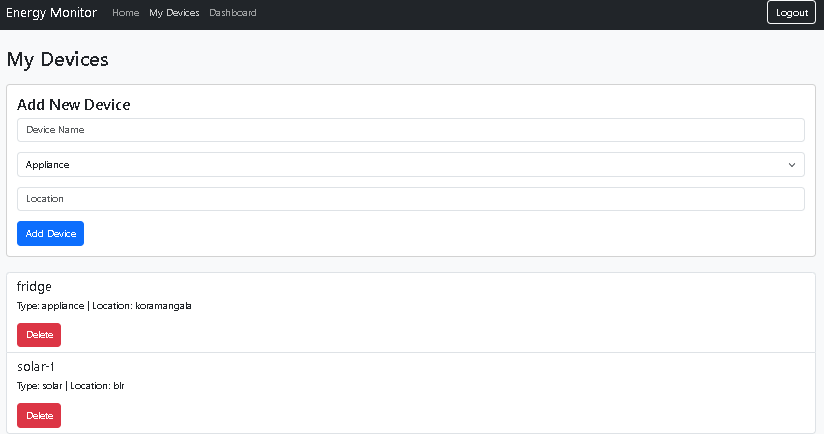 Energy Monitor Home My Devices Dashboard Logout
My Devices
Add New Device
Device Name
Appliance
Location
Add Device
fridge
Type: appliance | Location: koramangala
Delete
solar-1
Type: solar | Location: blr
Delete